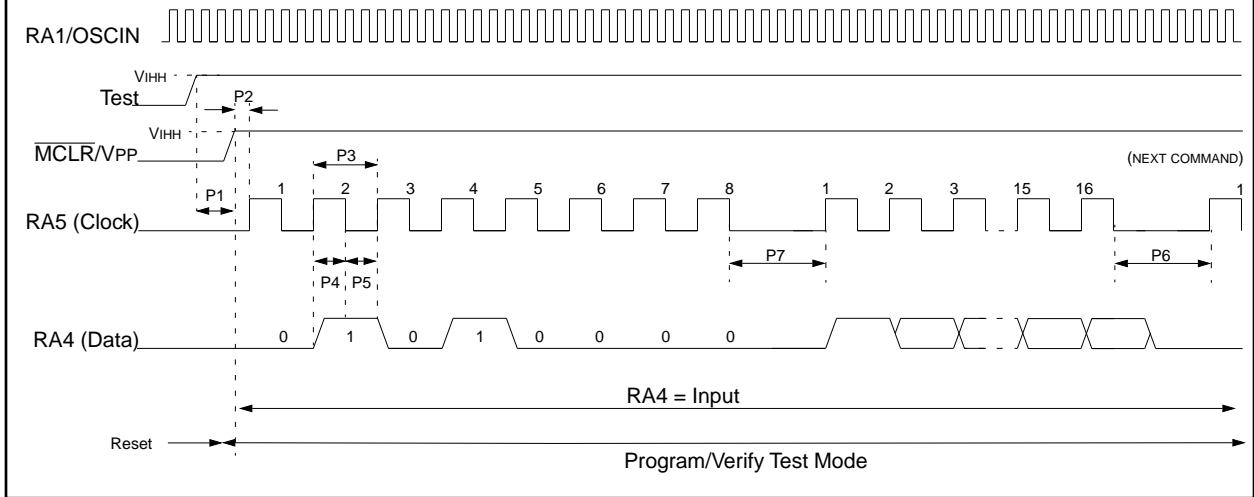 RA1/OSCIN
VIHH
Test
P2
VIHH
MCLR/VPP
P3
(NEXT COMMAND)
P1
1 2 3 4 5 6 7 8 1 2 3 15 16 1
RA5 (Clock)
P4 P5
P7
P6
RA4 (Data)
0 1 0 1 0 0 0 0
RA4 = Input
Reset
Program/Verify Test Mode